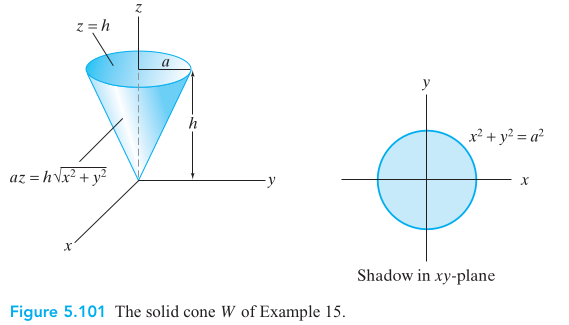 z
z = h
a
h
az = h√x² + y²
y
x
y
x² + y² = a²
x
Shadow in xy-plane
Figure 5.101 The solid cone W of Example 15.